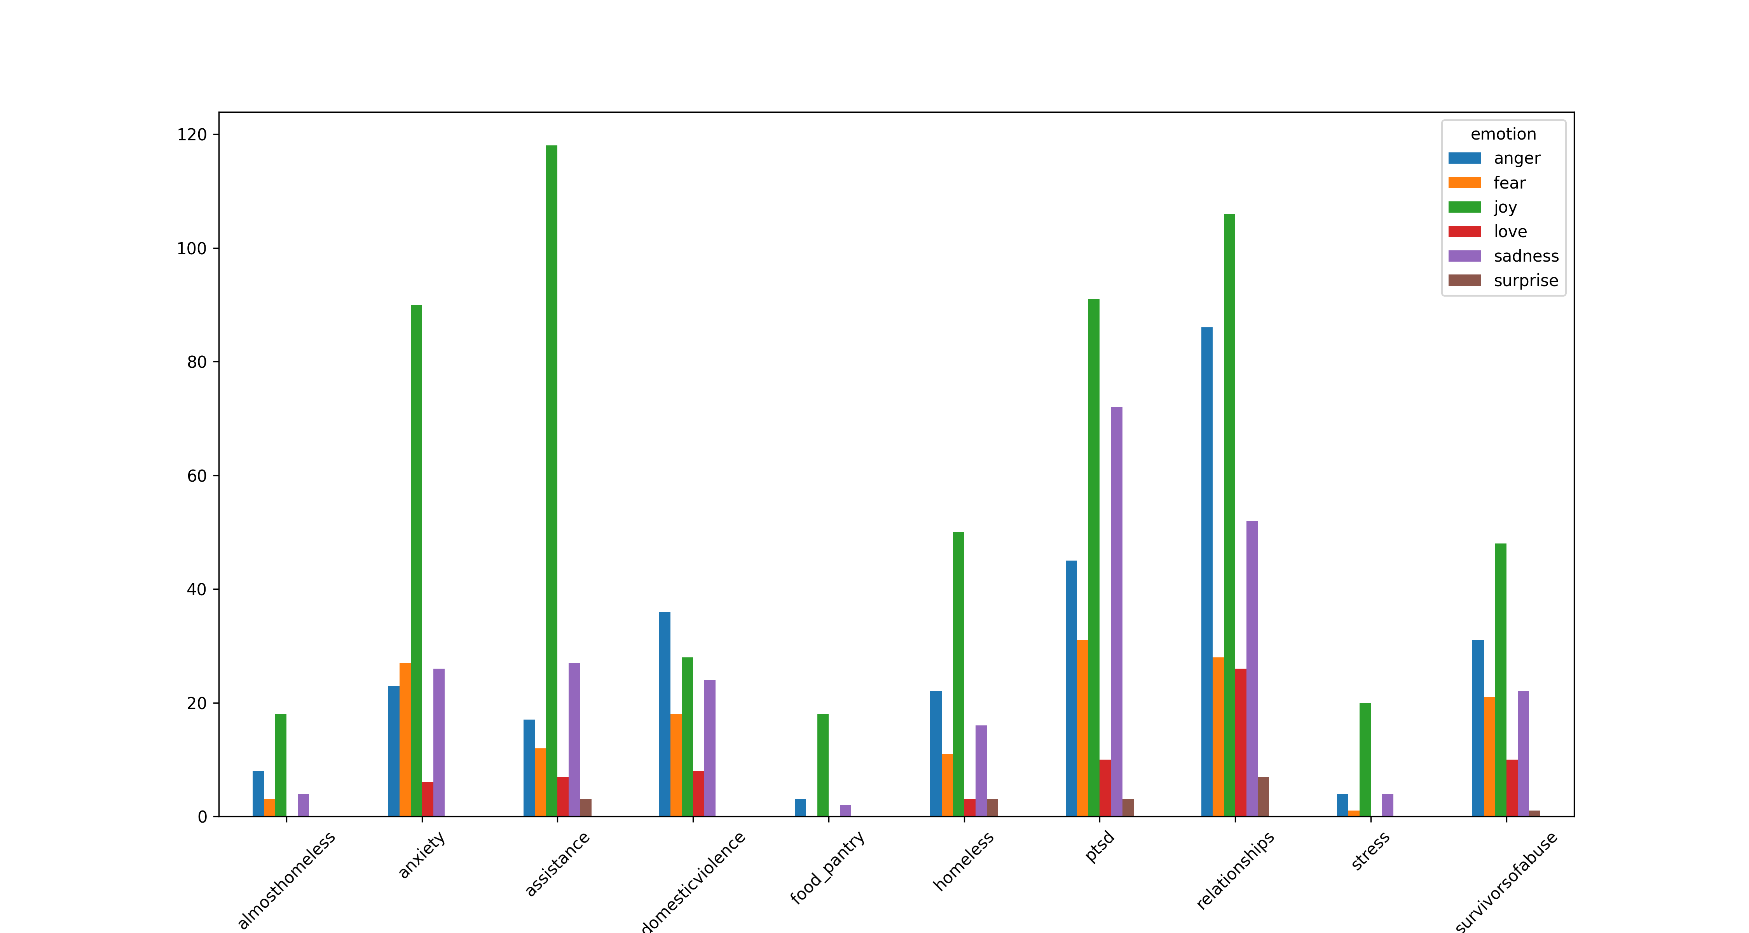 120
100
80
60
40
20
0
emotion
anger
fear
joy
love
sadness
surprise
almosthomeless
anxiety
assistance
domesticviolence
food_pantry
homeless
ptsd
relationships
stress
survivorsofabuse